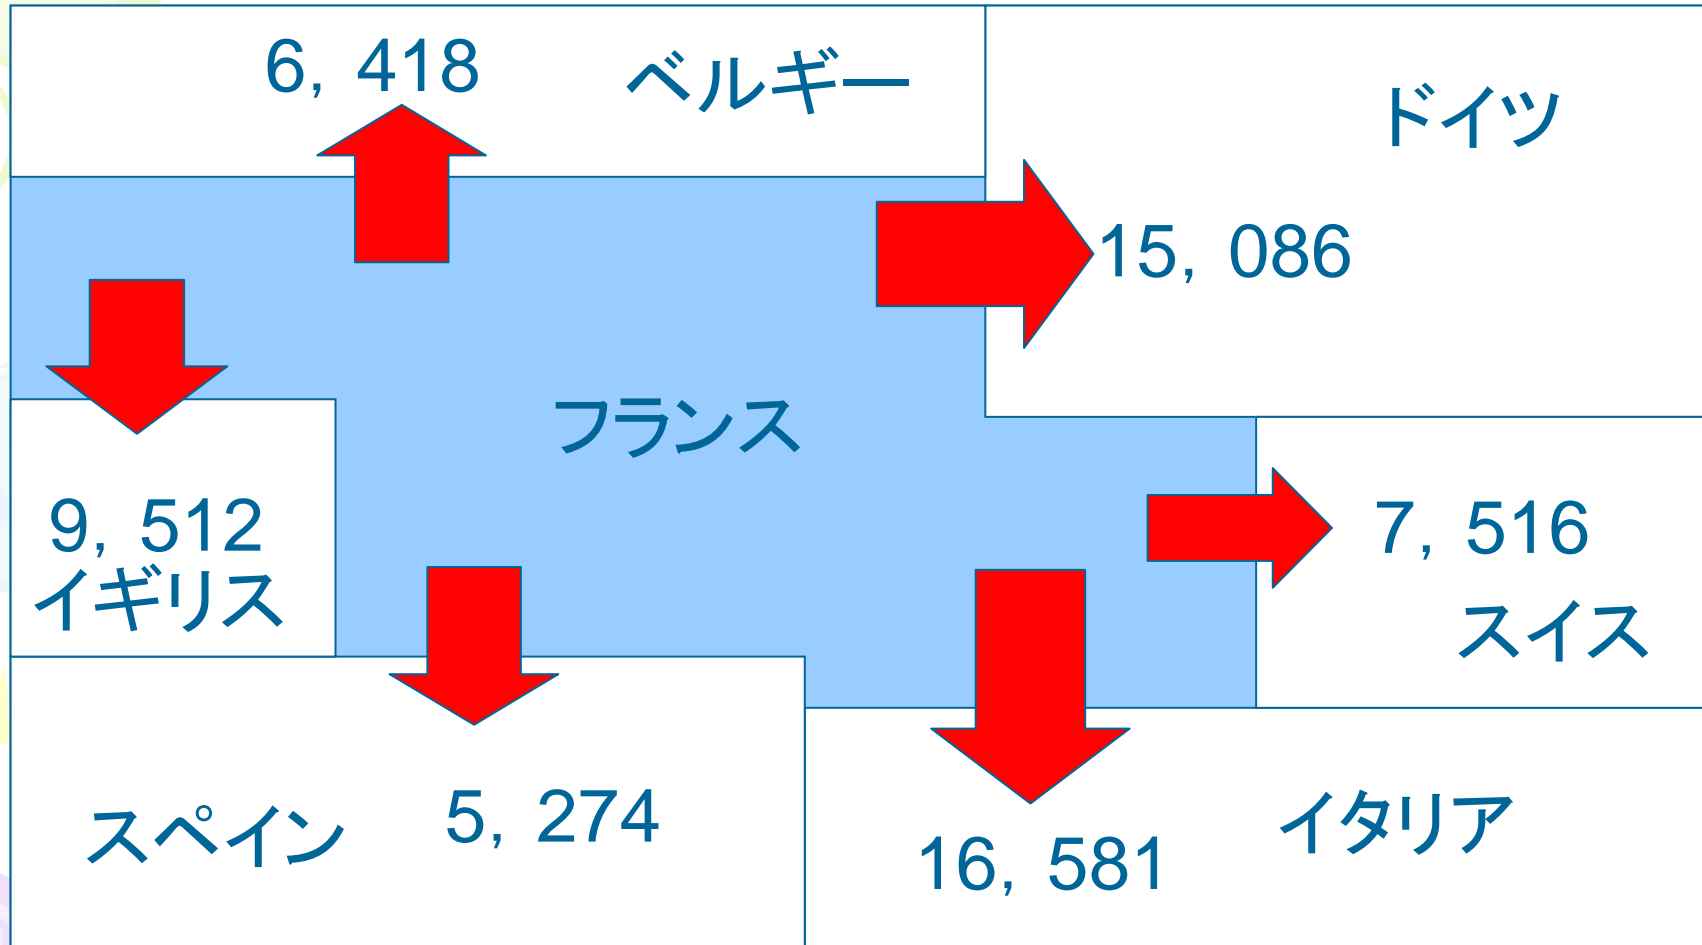 6, 418
ベルギー
ドイツ
15, 086
フランス
9, 512
イギリス
7, 516
スイス
スペイン
5, 274
16, 581
イタリア